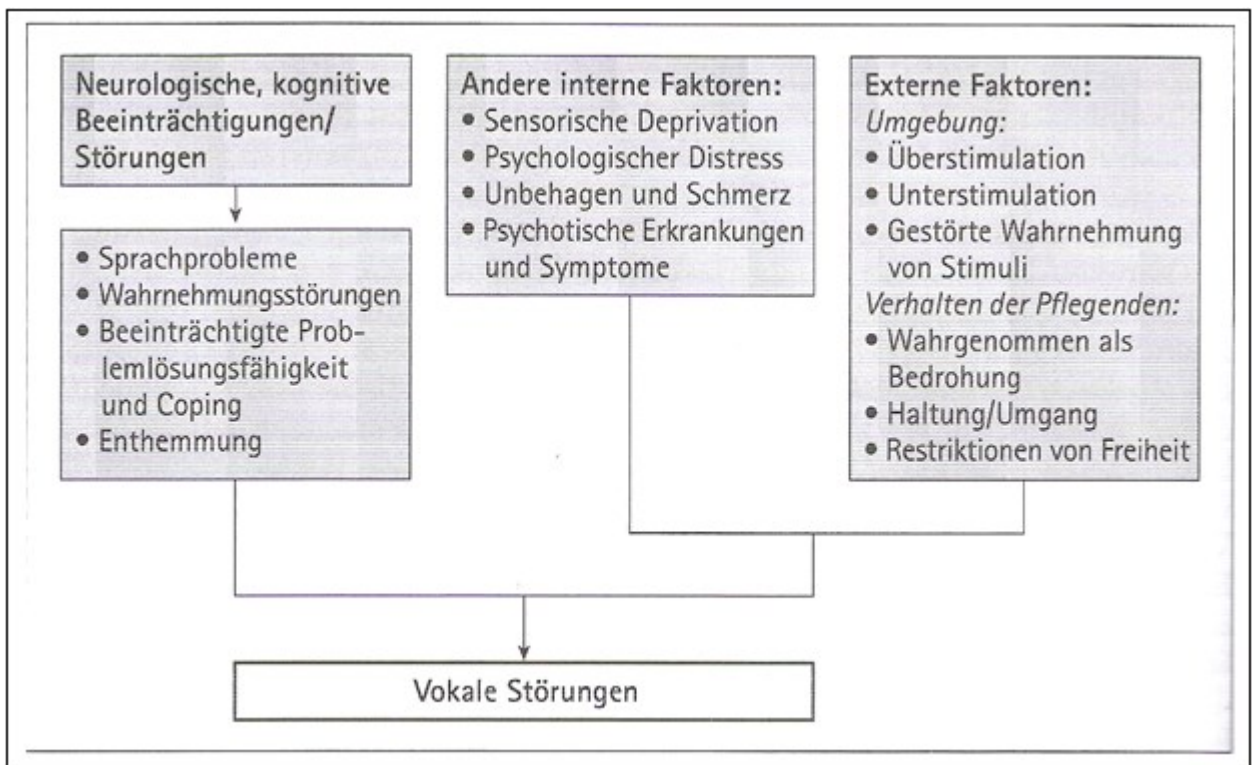 Neurologische, kognitive
Beeinträchtigungen/
Störungen
• Sprachprobleme
• Wahrnehmungsstörungen
• Beeinträchtigte Prob-
lemlösungsfähigkeit
und Coping
• Enthemmung
Andere interne Faktoren:
• Sensorische Deprivation
• Psychologischer Distress
• Unbehagen und Schmerz
• Psychotische Erkrankungen
und Symptome
Externe Faktoren:
Umgebung:
• Überstimulation
• Unterstimulation
• Gestörte Wahrnehmung
von Stimuli
Verhalten der Pflegenden:
• Wahrgenommen als
Bedrohung
• Haltung/Umgang
• Restriktionen von Freiheit
Vokale Störungen